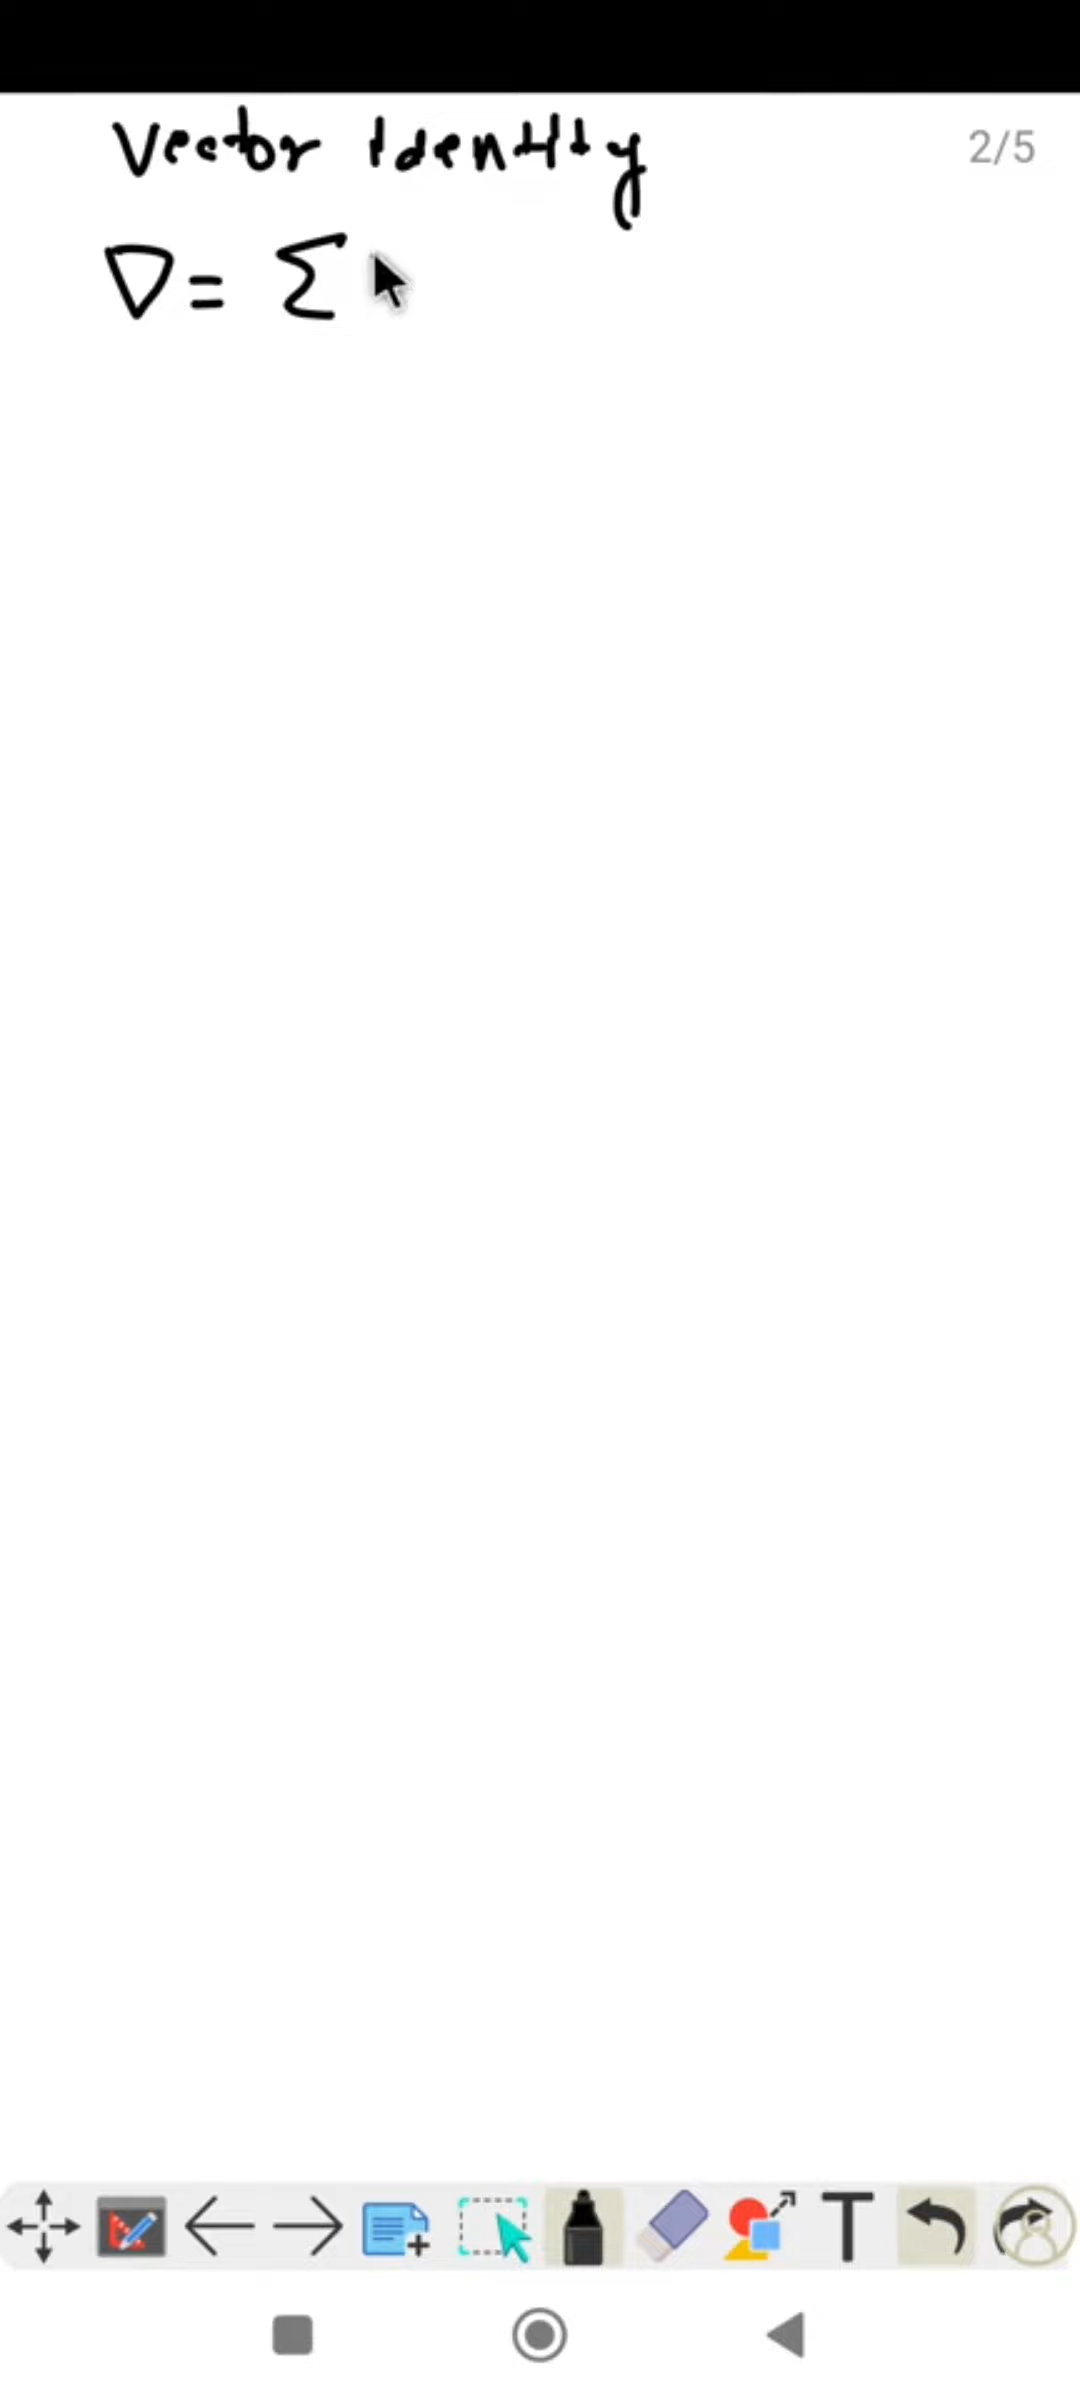 Vector Identity
2/5
∇ = Σ
T